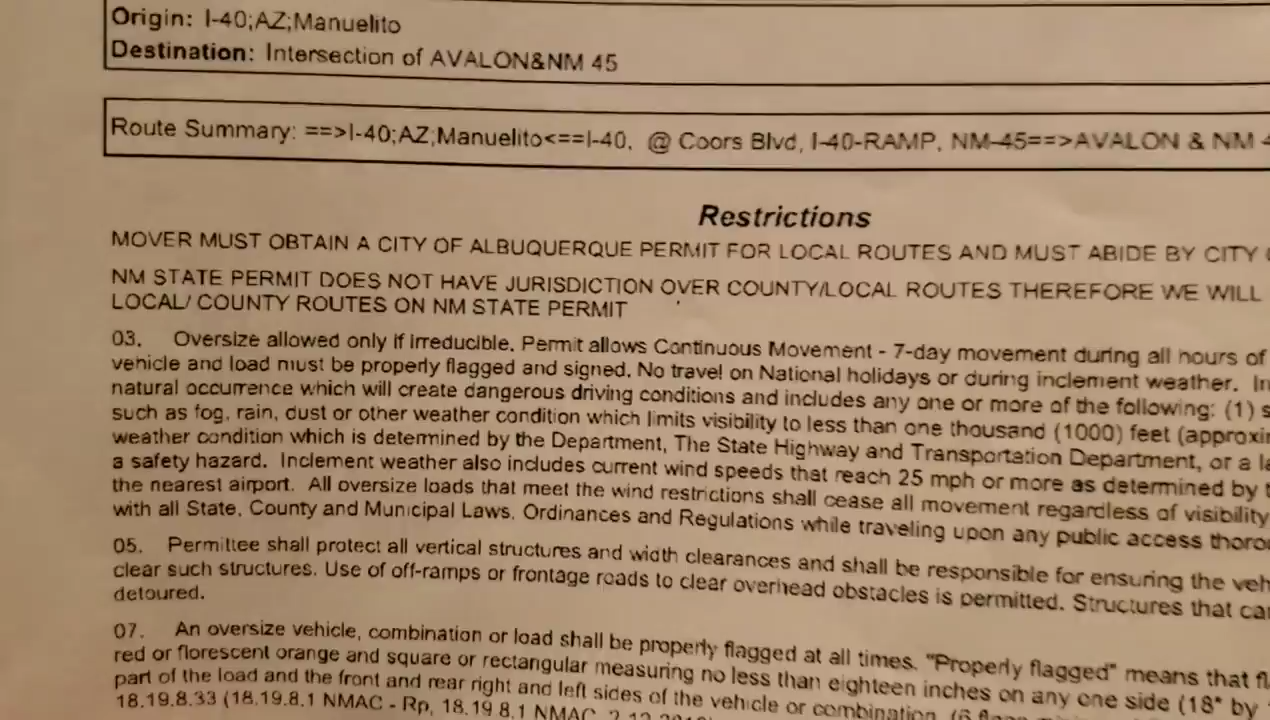 Origin: I-40;AZ;Manuelito
Destination: Intersection of AVALON&NM 45
Route Summary: ==>I-40;AZ;Manuelito<==I-40, @ Coors Blvd, I-40-RAMP, NM-45==>AVALON & NM
Restrictions
MOVER MUST OBTAIN A CITY OF ALBUQUERQUE PERMIT FOR LOCAL ROUTES AND MUST ABIDE BY CITY
NM STATE PERMIT DOES NOT HAVE JURISDICTION OVER COUNTY/LOCAL ROUTES THEREFORE WE WILL
LOCAL/ COUNTY ROUTES ON NM STATE PERMIT
03. Oversize allowed only if irreducible. Permit allows Continuous Movement - 7-day movement during all hours of
vehicle and load must be properly flagged and signed. No travel on National holidays or during inclement weather. In
natural occurrence which will create dangerous driving conditions and includes any one or more of the following: (1) s
such as fog, rain, dust or other weather condition which limits visibility to less than one thousand (1000) feet (approxi
weather condition which is determined by the Department, The State Highway and Transportation Department, or a la
a safety hazard. Inclement weather also includes current wind speeds that reach 25 mph or more as determined by t
the nearest airport. All oversize loads that meet the wind restrictions shall cease all movement regardless of visibility
with all State, County and Municipal Laws, Ordinances and Regulations while traveling upon any public access thoro
05. Permittee shall protect all vertical structures and width clearances and shall be responsible for ensuring the veh
clear such structures. Use of off-ramps or frontage roads to clear overhead obstacles is permitted. Structures that ca
detoured.
07. An oversize vehicle, combination or load shall be properly flagged at all times. "Properly flagged" means that fl
red or florescent orange and square or rectangular measuring no less than eighteen inches on any one side (18" by
part of the load and the front and rear right and left sides of the vehicle or combination. (6
18.19.8.33 (18.19.8.1 NMAC - Rp, 18.19.8.1 NMAC,